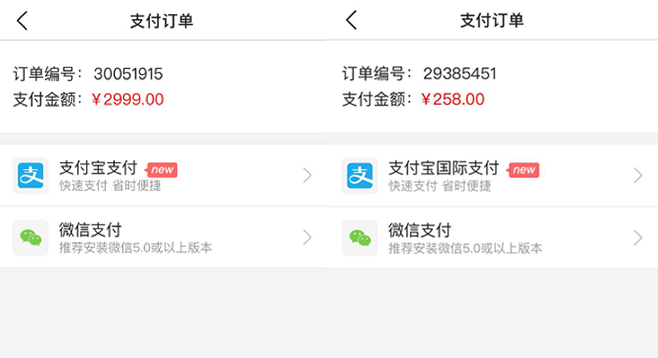 支付订单
订单编号：30051915
支付金额：￥2999.00
支付宝支付 new
快速支付 省时便捷
微信支付
推荐安装微信5.0或以上版本
支付订单
订单编号：29385451
支付金额：￥258.00
支付宝国际支付 new
快速支付 省时便捷
微信支付
推荐安装微信5.0或以上版本